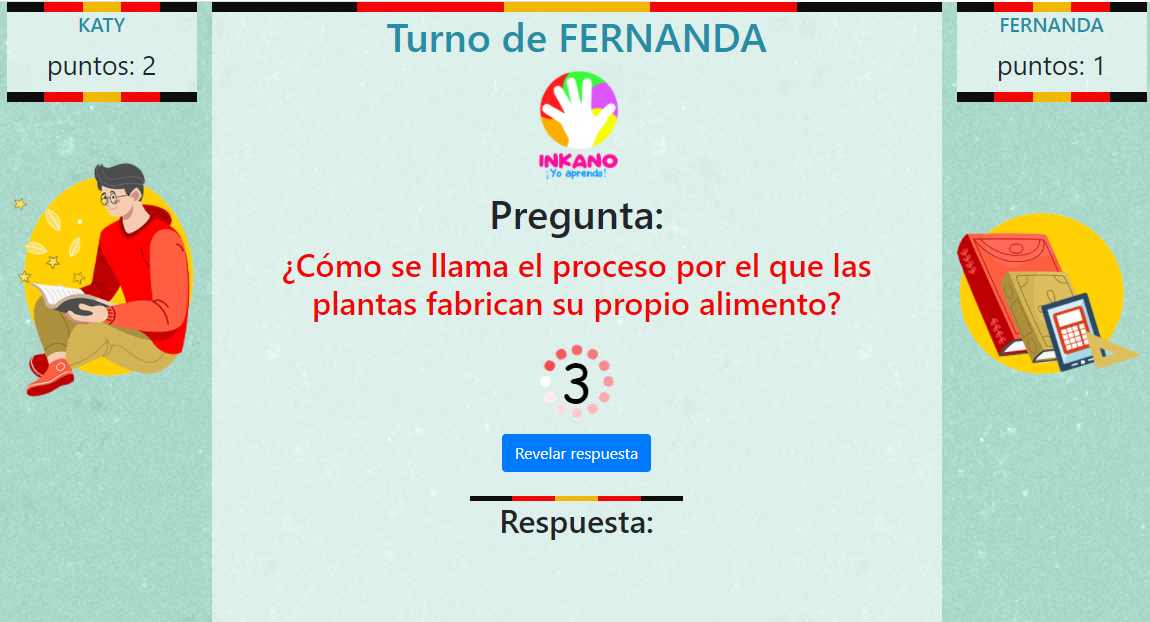 KATY
puntos: 2
Turno de FERNANDA
FERNANDA
puntos: 1
INKANO
¡Yo aprendo!
Pregunta:
¿Cómo se llama el proceso por el que las
plantas fabrican su propio alimento?
3
Revelar respuesta
Respuesta: